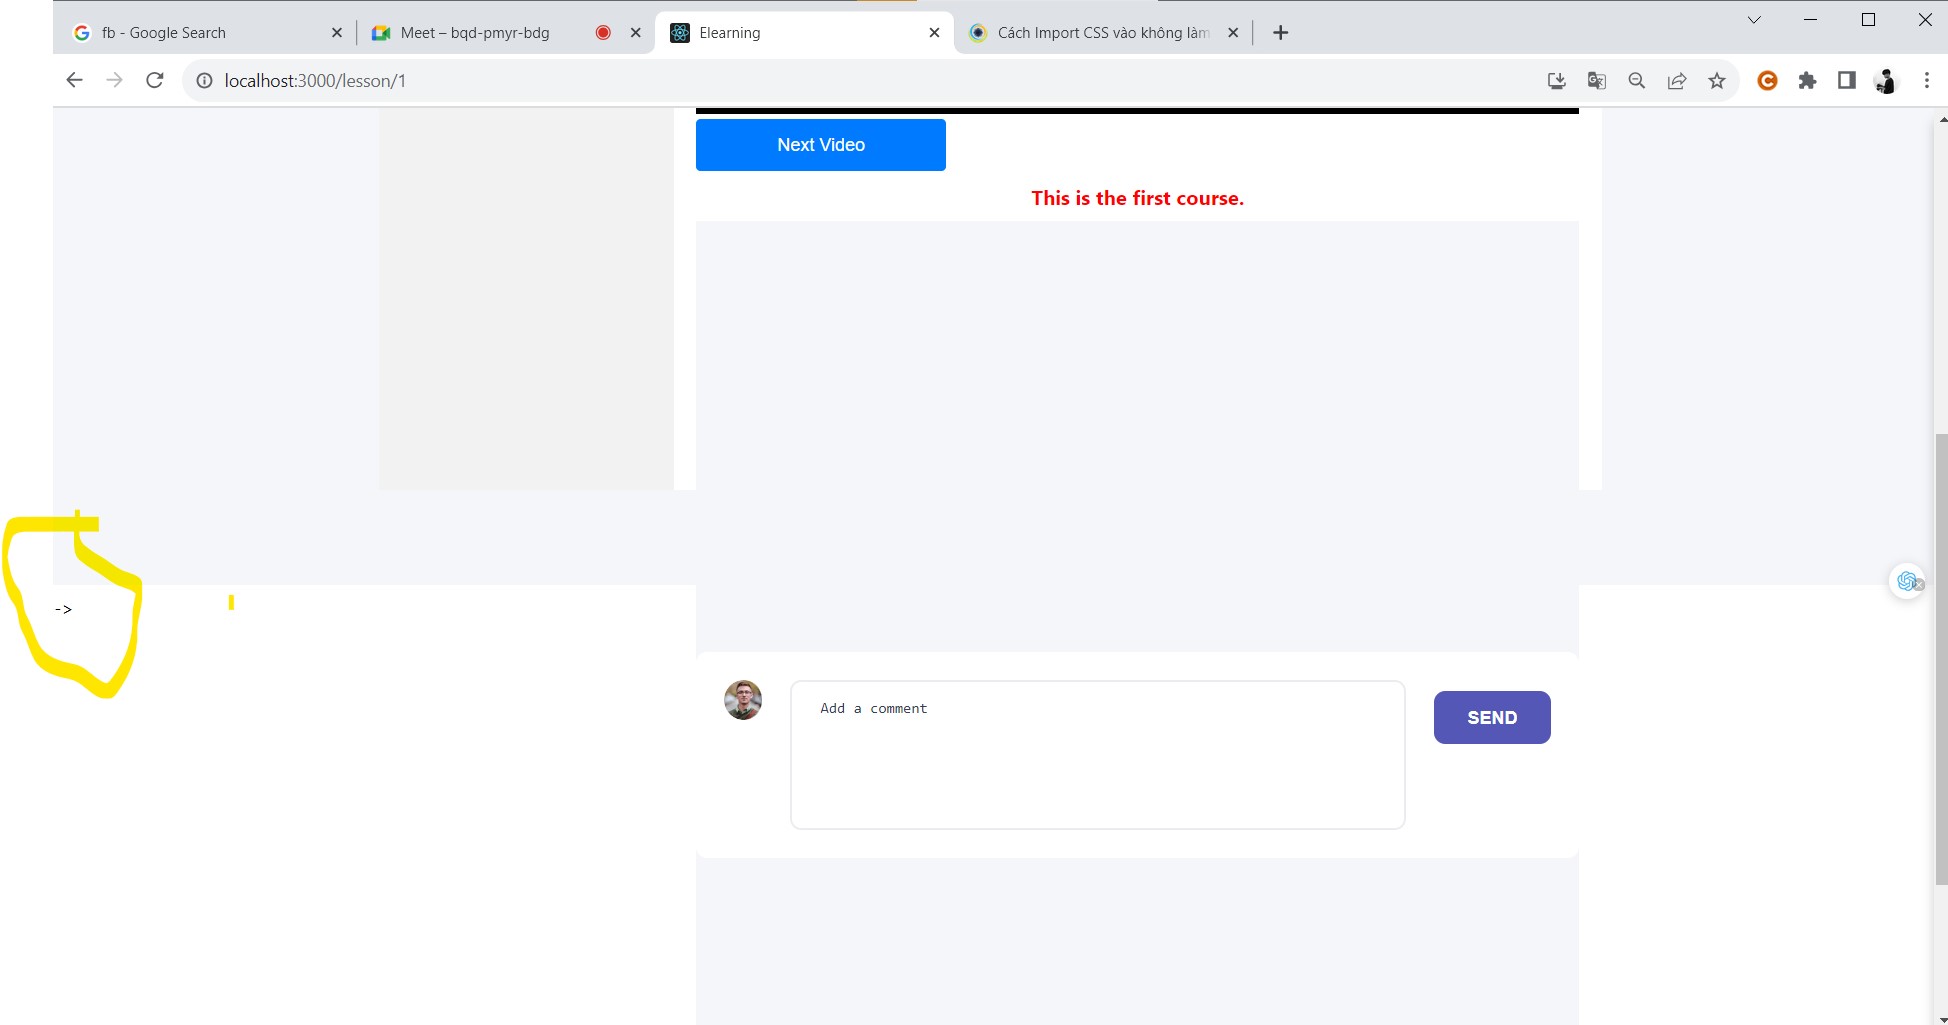 fb - Google Search
Meet – bqd-pmyr-bdg
Elearning
Cách Import CSS vào không làm
localhost:3000/lesson/1
Next Video
This is the first course.
->
Add a comment
SEND